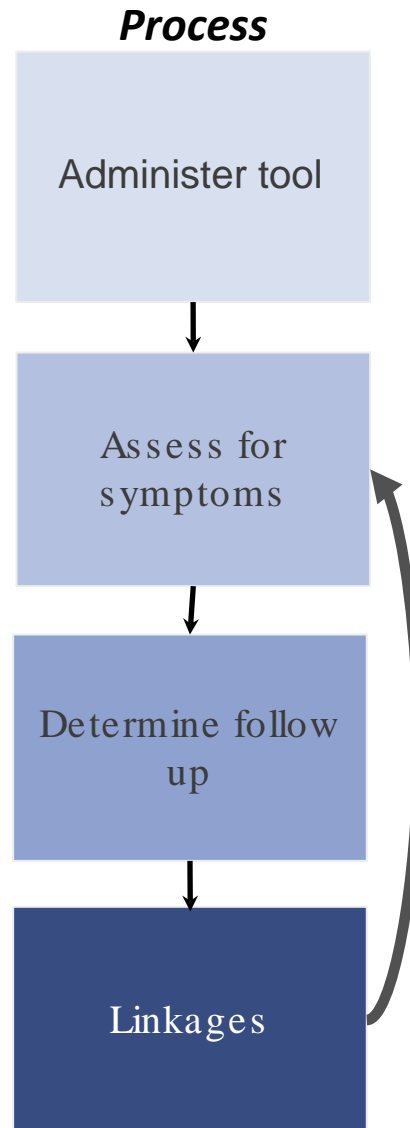 Process
Administer tool
Assess for
symptoms
Determine follow
up
Linkages